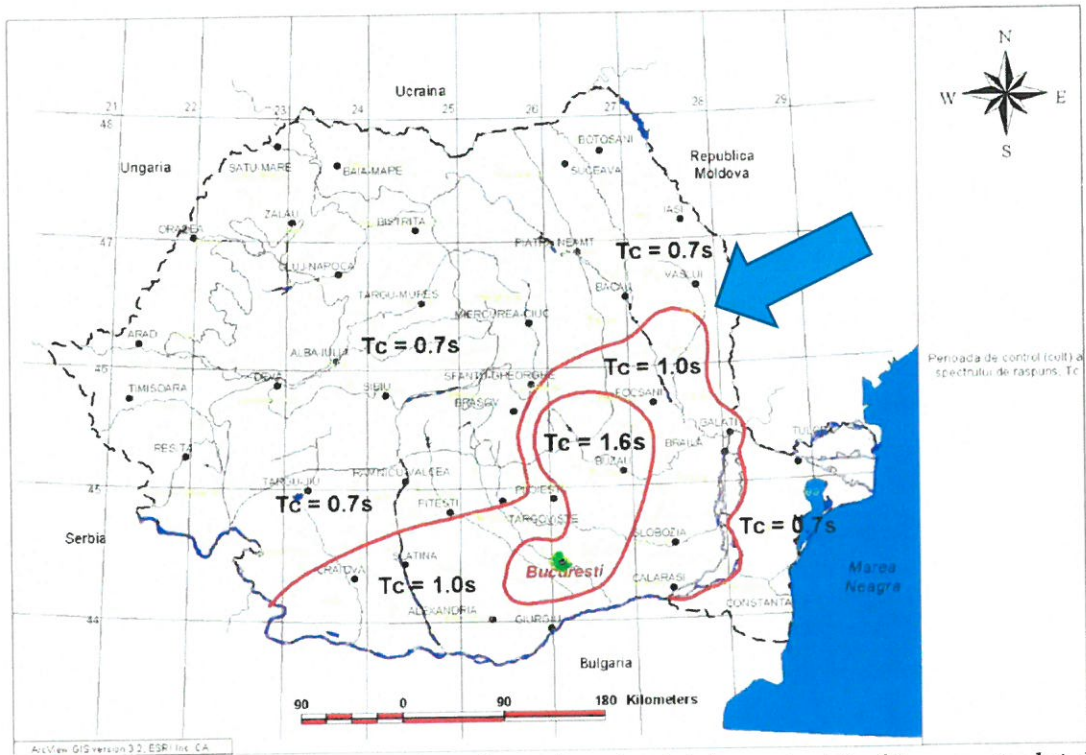 N
W E
S
Ucraina
21
22
23
24
25
26
27
28
29
48
BOTOSANI
Ungaria
SATU-MARE
BAIA-MARE
SUCEAVA
Republica
Moldova
IASI
ZALAU
ORADEA
BISTRITA
47
PIATRA NEAMT
Tc = 0.7s
CLUJ-NAPOCA
VASLUI
TARGU-MURES
BACAU
MIERCUREA-CIUC
ARAD
Tc = 0.7s
ALBA-IULIA
Tc = 1.0s
Perioada de control (colt) a
spectrului de raspuns, Tc
DEVA
SFANTU-GHEORGHE
TIMISOARA
SIBIU
BRASOV
FOCSANI
GALATI
TULCEA
Tc = 1.6s
BRAILA
RESITA
BUZAU
RAMNICU-VALCEA
TARGU-JIU
45
Tc = 0.7s
PITESTI
PLOIESTI
TARGOVISTE
Tc = 0.7s
Serbia
SLOBOZIA
SLATINA
Bucuresti
CRAIOVA
Tc = 1.0s
CALARASI
Marea
Neagra
ALEXANDRIA
CONSTANTA
44
GIURGIU
Bulgaria
90 0 90 180 Kilometers
ArcView GIS version 3.2, ESRI Inc. CA